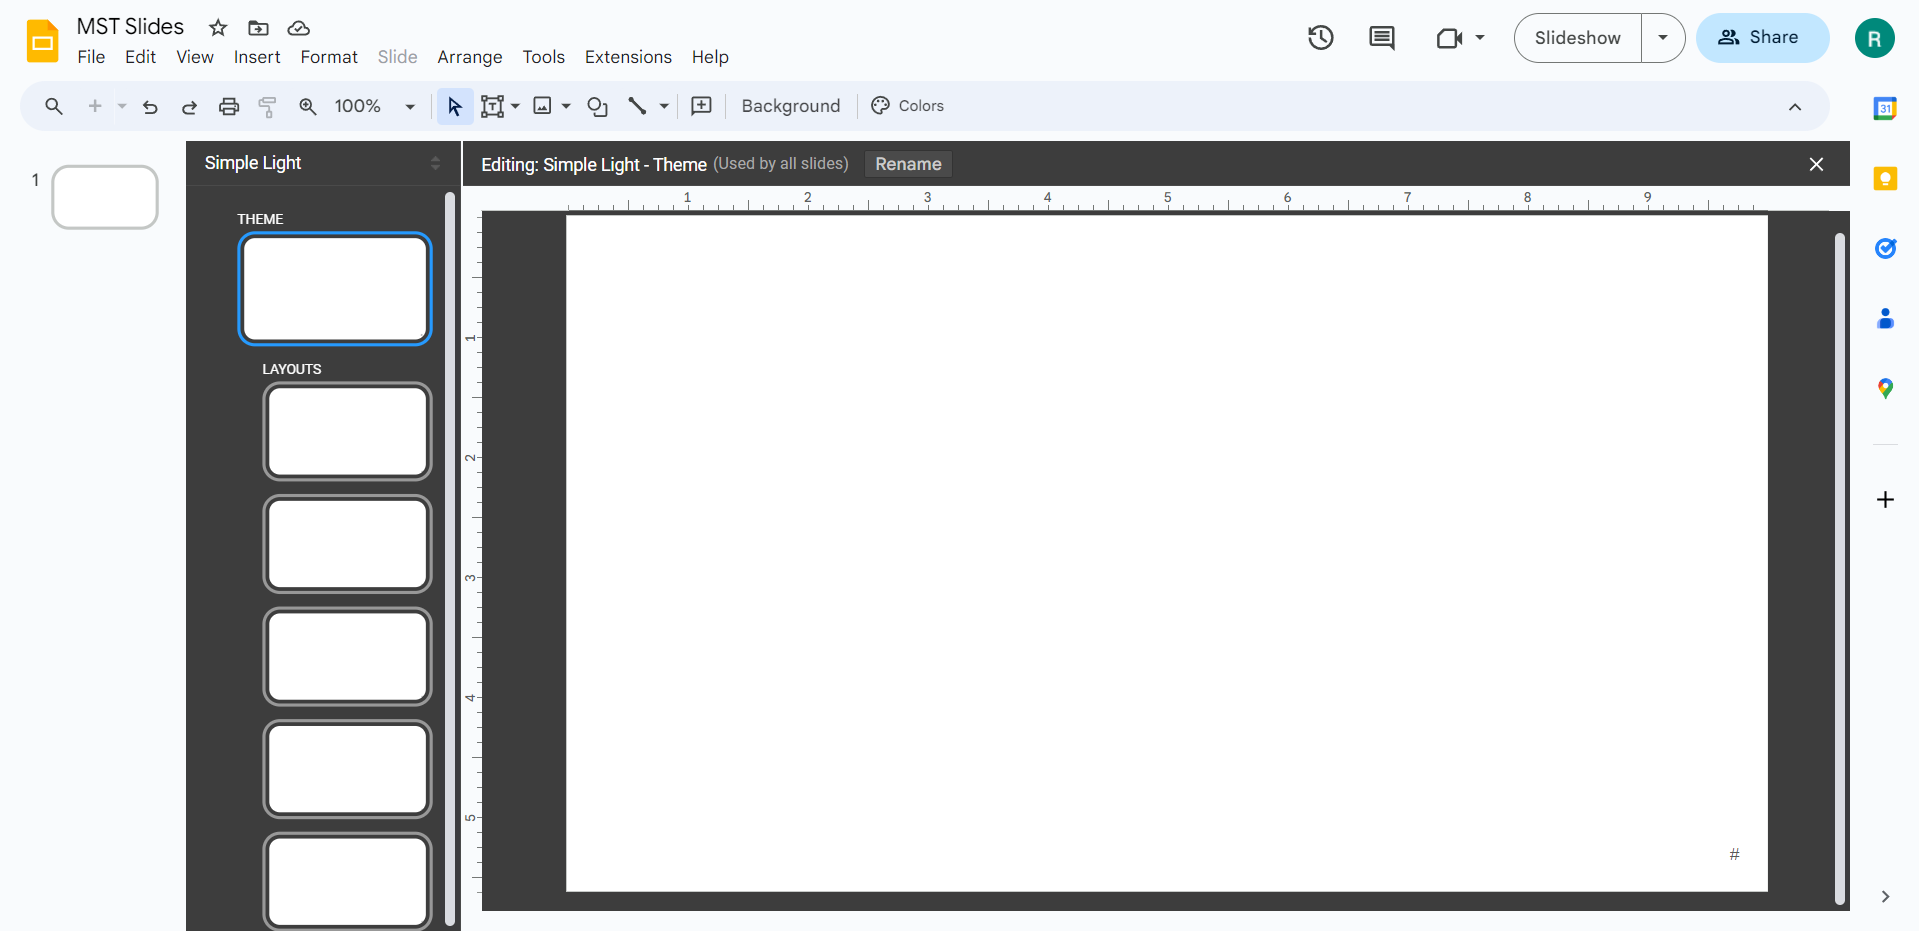 MST Slides
File Edit View Insert Format Slide Arrange Tools Extensions Help
Slideshow
Share
R
100%
Background
Colors
31
1
Simple Light
Editing: Simple Light - Theme (Used by all slides) Rename
1 2 3 4 5 6 7 8 9
THEME
LAYOUTS
1
2
3
4
5
#